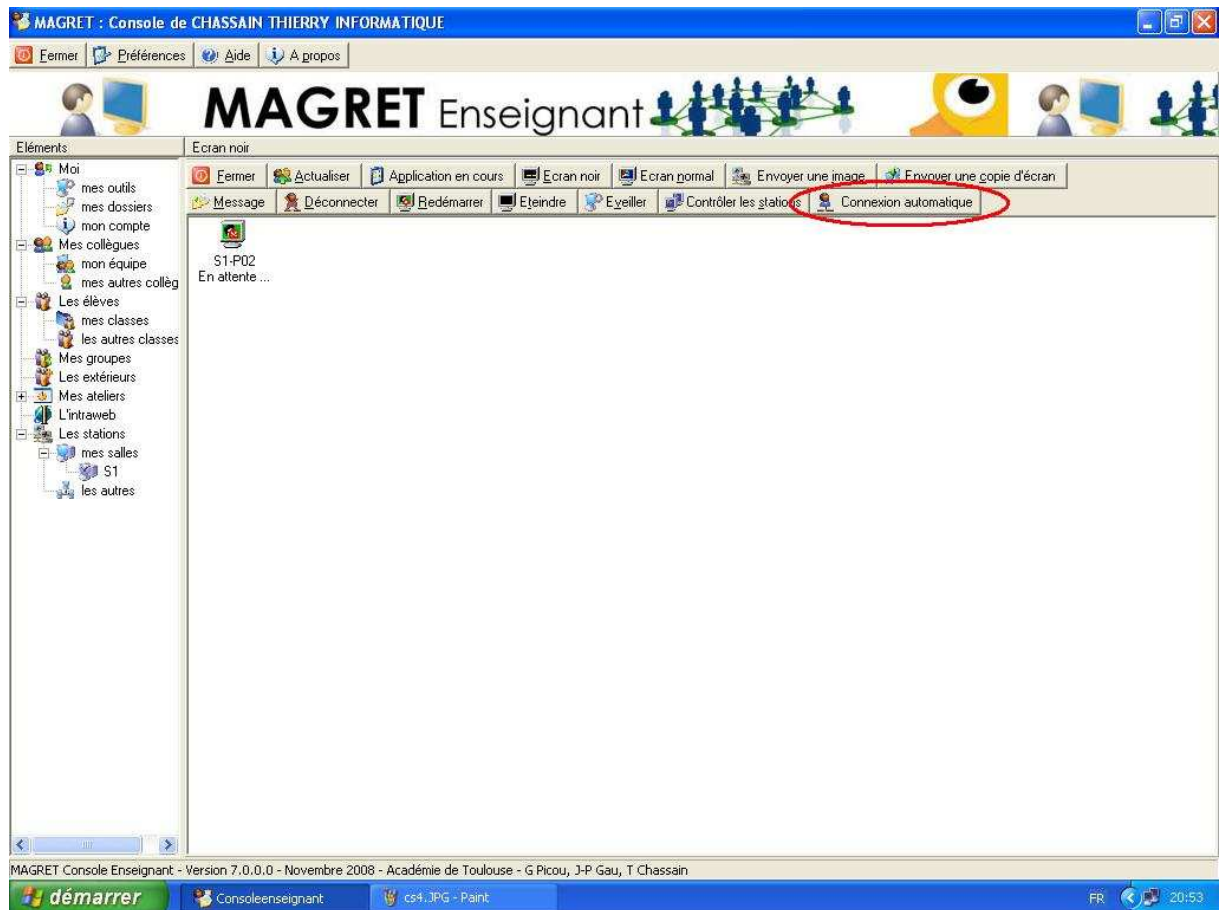 MAGRET : Console de CHASSAIN THIERRY INFORMATIQUE
Fermer Préférences Aide A propos
MAGRET Enseignant
Eléments
Ecran noir
Moi
mes outils
mes dossiers
mon compte
Mes collègues
mon équipe
mes autres collèg
Les élèves
mes classes
les autres classes
Mes groupes
Les extérieurs
Mes ateliers
L'intraweb
Les stations
mes salles
S1
les autres
Fermer Actualiser Application en cours Ecran noir Ecran normal Envoyer une image Envoyer une copie d'écran
Message Déconnecter Redémarrer Eteindre Eveiller Contrôler les stations Connexion automatique
S1-P02
En attente ...
MAGRET Console Enseignant - Version 7.0.0.0 - Novembre 2008 - Académie de Toulouse - G Picou, J-P Gau, T Chassain
démarrer Consoleenseignant cs4.JPG - Paint FR 20:53